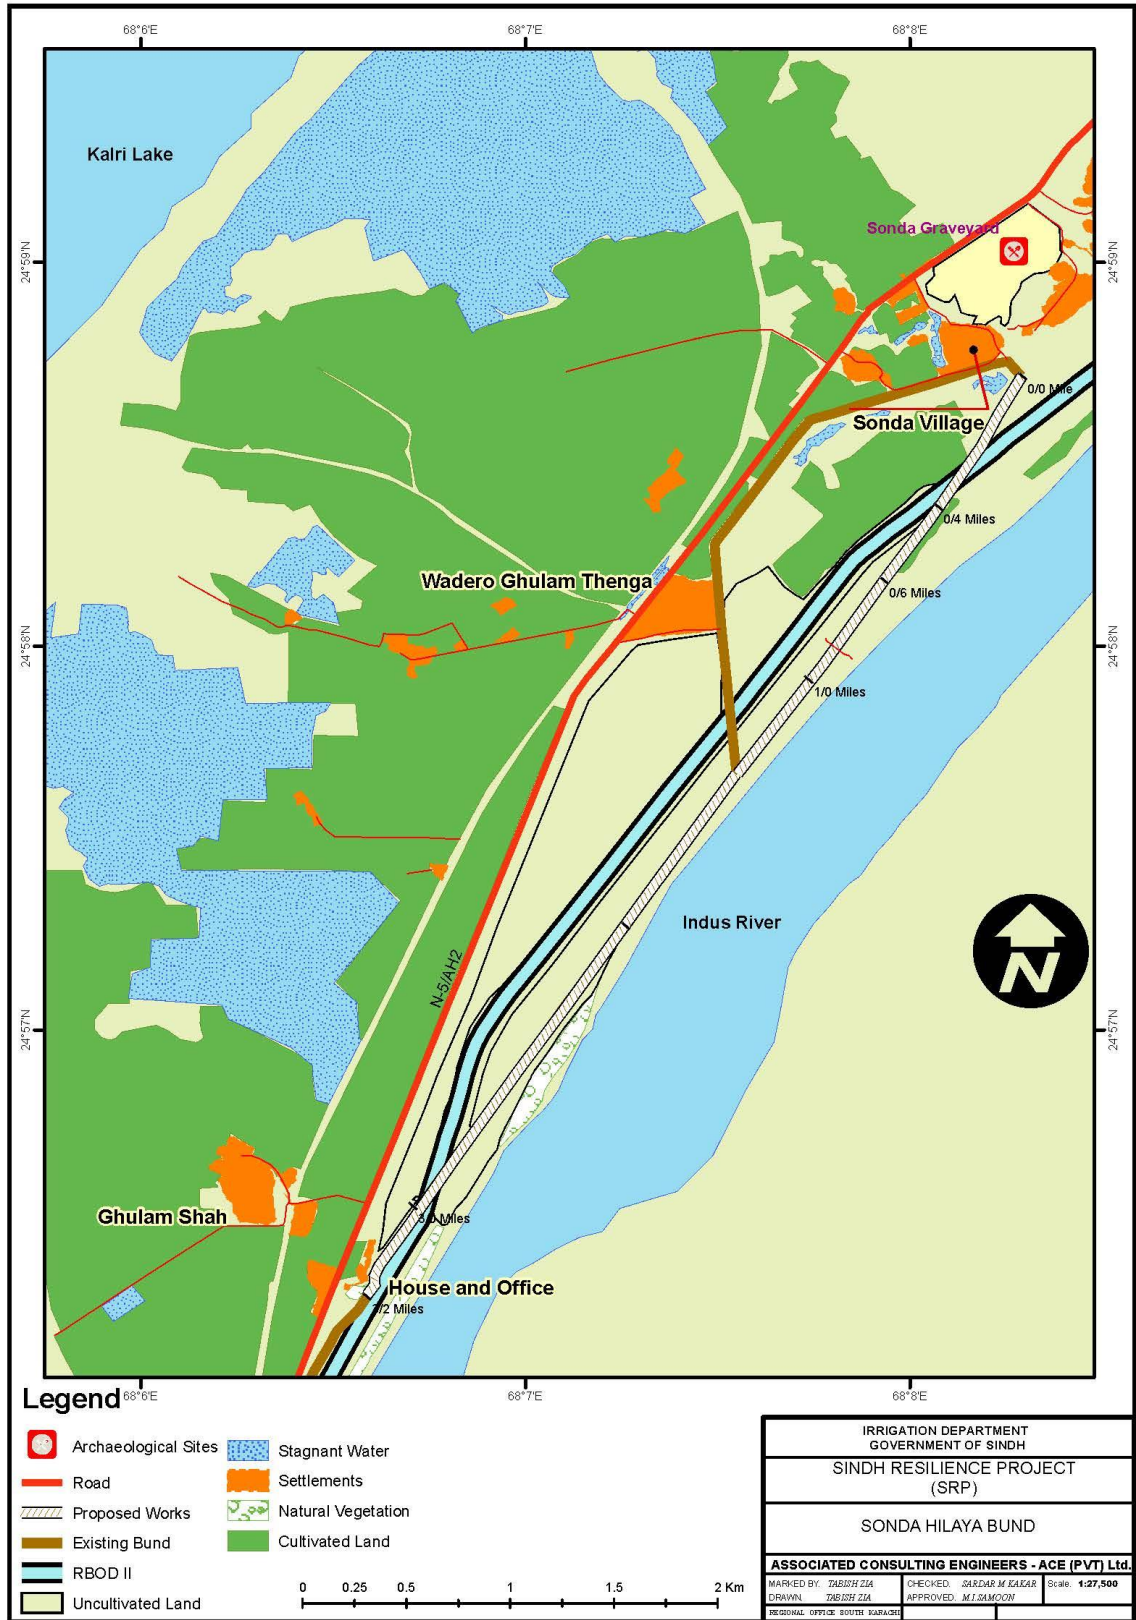 68°6'E
68°7'E
68°8'E
Kalri Lake
Sonda Graveyard
24°59'N
24°59'N
0/0 Mile
Sonda Village
0/4 Miles
Wadero Ghulam Thenga
0/6 Miles
24°58'N
24°58'N
1/0 Miles
Indus River
N-5/AH2
N
24°57'N
24°57'N
Ghulam Shah
3/0 Miles
House and Office
/2 Miles
68°6'E
68°7'E
68°8'E
Legend
Archaeological Sites
Road
Proposed Works
Existing Bund
RBOD II
Uncultivated Land
Stagnant Water
Settlements
Natural Vegetation
Cultivated Land
0 0.25 0.5 1 1.5 2 Km
IRRIGATION DEPARTMENT
GOVERNMENT OF SINDH
SINDH RESILIENCE PROJECT
(SRP)
SONDA HILAYA BUND
ASSOCIATED CONSULTING ENGINEERS - ACE (PVT) Ltd.
MARKED BY. TABISH ZIA CHECKED. SARDAR M KAKAR Scale. 1:27,500
DRAWN. TABISH ZIA APPROVED. M.I.SAMOON
REGIONAL OFFICE SOUTH KARACHI